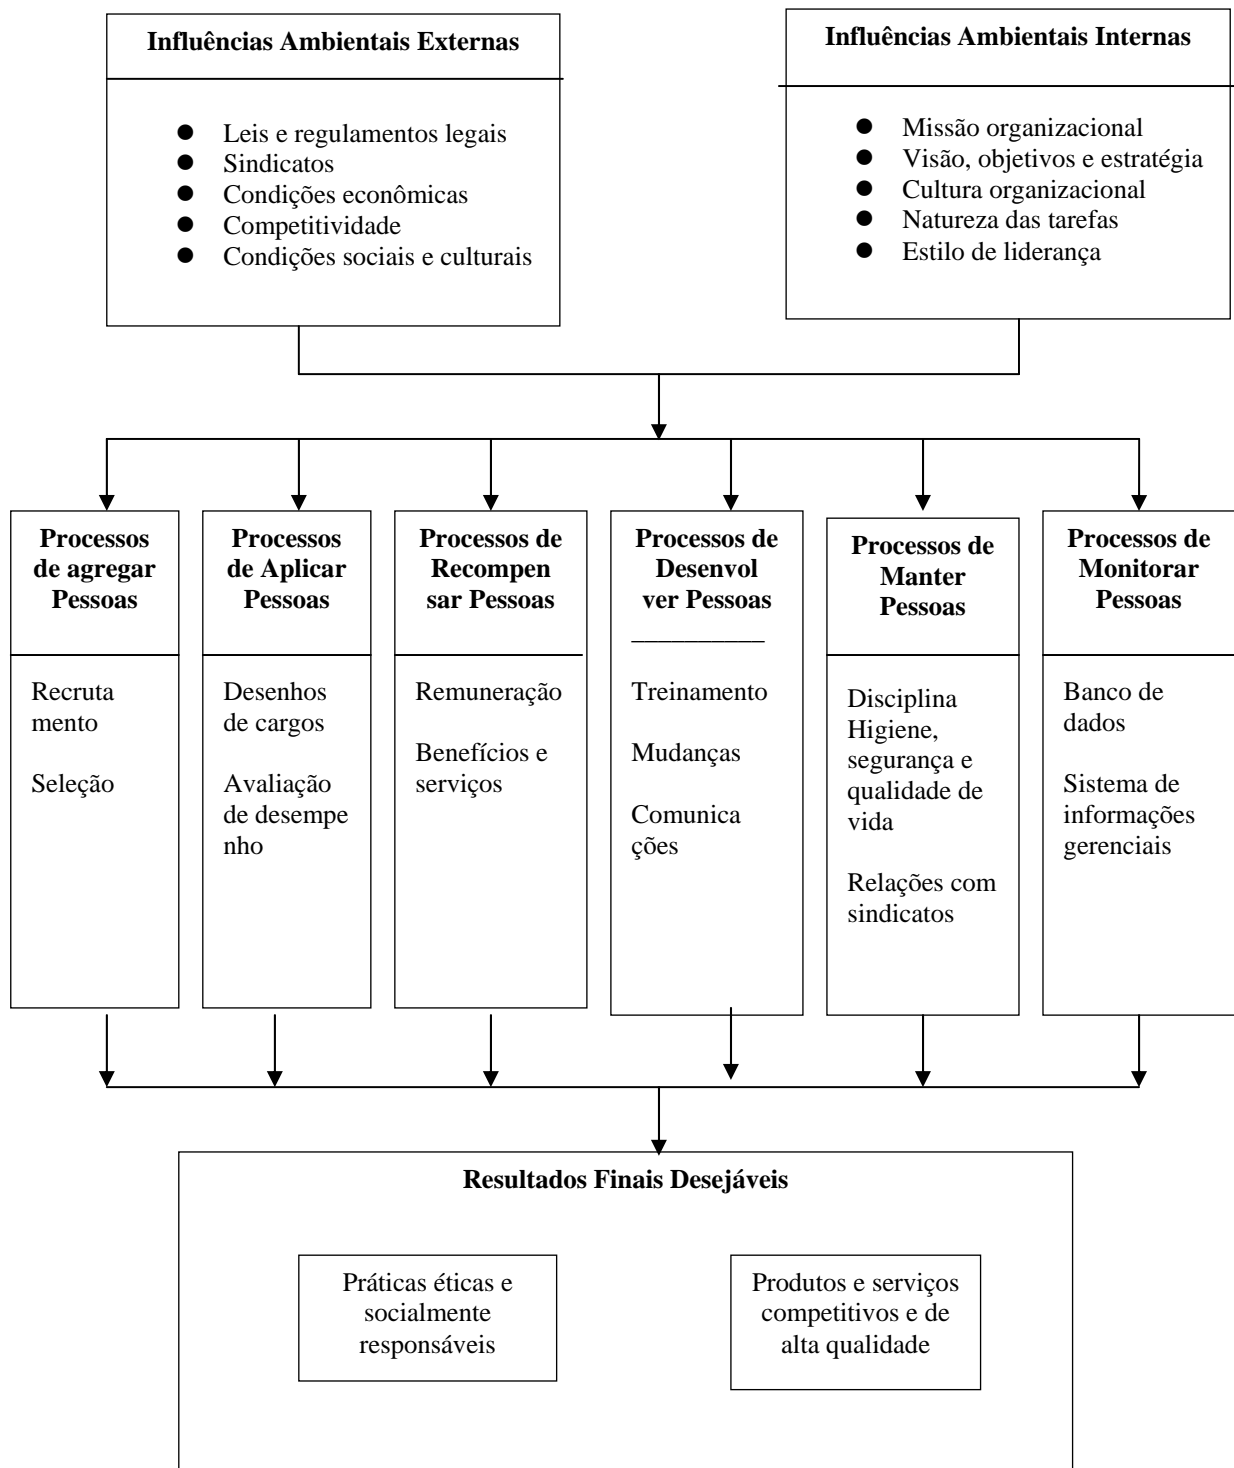 Influências Ambientais Externas
Leis e regulamentos legais
Sindicatos
Condições econômicas
Competitividade
Condições sociais e culturais
Influências Ambientais Internas
Missão organizacional
Visão, objetivos e estratégia
Cultura organizacional
Natureza das tarefas
Estilo de liderança
Processos
de agregar
Pessoas
Recruta
mento
Seleção
Processos
de Aplicar
Pessoas
Desenhos
de cargos
Avaliação
de desempe
nho
Processos de
Recompen
sar Pessoas
Remuneração
Benefícios e
serviços
Processos de
Desenvol
ver Pessoas
Treinamento
Mudanças
Comunica
ções
Processos de
Manter
Pessoas
Disciplina
Higiene,
segurança e
qualidade de
vida
Relações com
sindicatos
Processos de
Monitorar
Pessoas
Banco de
dados
Sistema de
informações
gerenciais
Resultados Finais Desejáveis
Práticas éticas e
socialmente
responsáveis
Produtos e serviços
competitivos e de
alta qualidade